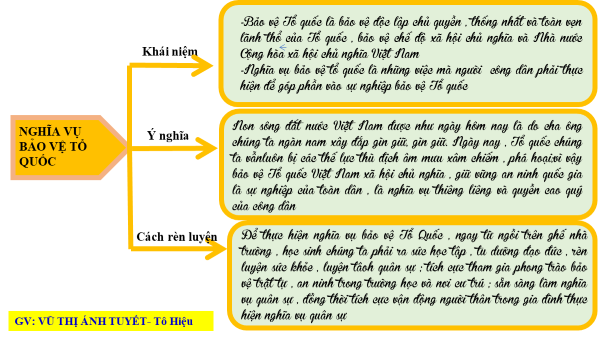 NGHĨA VỤ
BẢO VỆ TỔ
QUỐC
Khái niệm
-Bảo vệ Tổ quốc là bảo vệ độc lập chủ quyền , thống nhất và toàn vẹn
lãnh thổ của Tổ quốc , bảo vệ chế độ xã hội chủ nghĩa và Nhà nước
Cộng hòa xã hội chủ nghĩa Việt Nam
-Nghĩa vụ bảo vệ tổ quốc là những việc mà người công dân phải thực
hiện để góp phần vào sự nghiệp bảo vệ Tổ quốc
Ý nghĩa
Non sông đất nước Việt Nam được như ngày hôm nay là do cha ông
chúng ta ngàn nam xây đắp gin giữ, gin giữ. Ngày nay , Tổ quốc chúng
ta vẫnluôn bị các thế lực thù địch âm mưu xâm chiếm , phá hoại.vì vậy
bảo vệ Tổ quốc Việt Nam xã hội chủ nghĩa , giữ vững an ninh quốc gia
là sự nghiệp của toàn dân , là nghĩa vụ thiêng liêng và quyền cao quý
của công dân
Cách rèn luyện
Để thực hiện nghĩa vụ bảo vệ Tổ Quốc , ngay từ ngồi trên ghế nhà
trường , học sinh chúng ta phải ra sức học tập , tu dưỡng đạo đức , rèn
luyện sức khỏe , luyện tâọh quân sự ; tích cực tham gia phong trào bảo
vệ trật tự , an ninh trong trường học và nơi cư trú ; sẵn sàng làm nghĩa
vụ quân sự , đồng thời tích cực vận động người thân trong gia đình thực
hiện nghĩa vụ quân sự
GV: VŨ THỊ ÁNH TUYẾT- Tô Hiệu